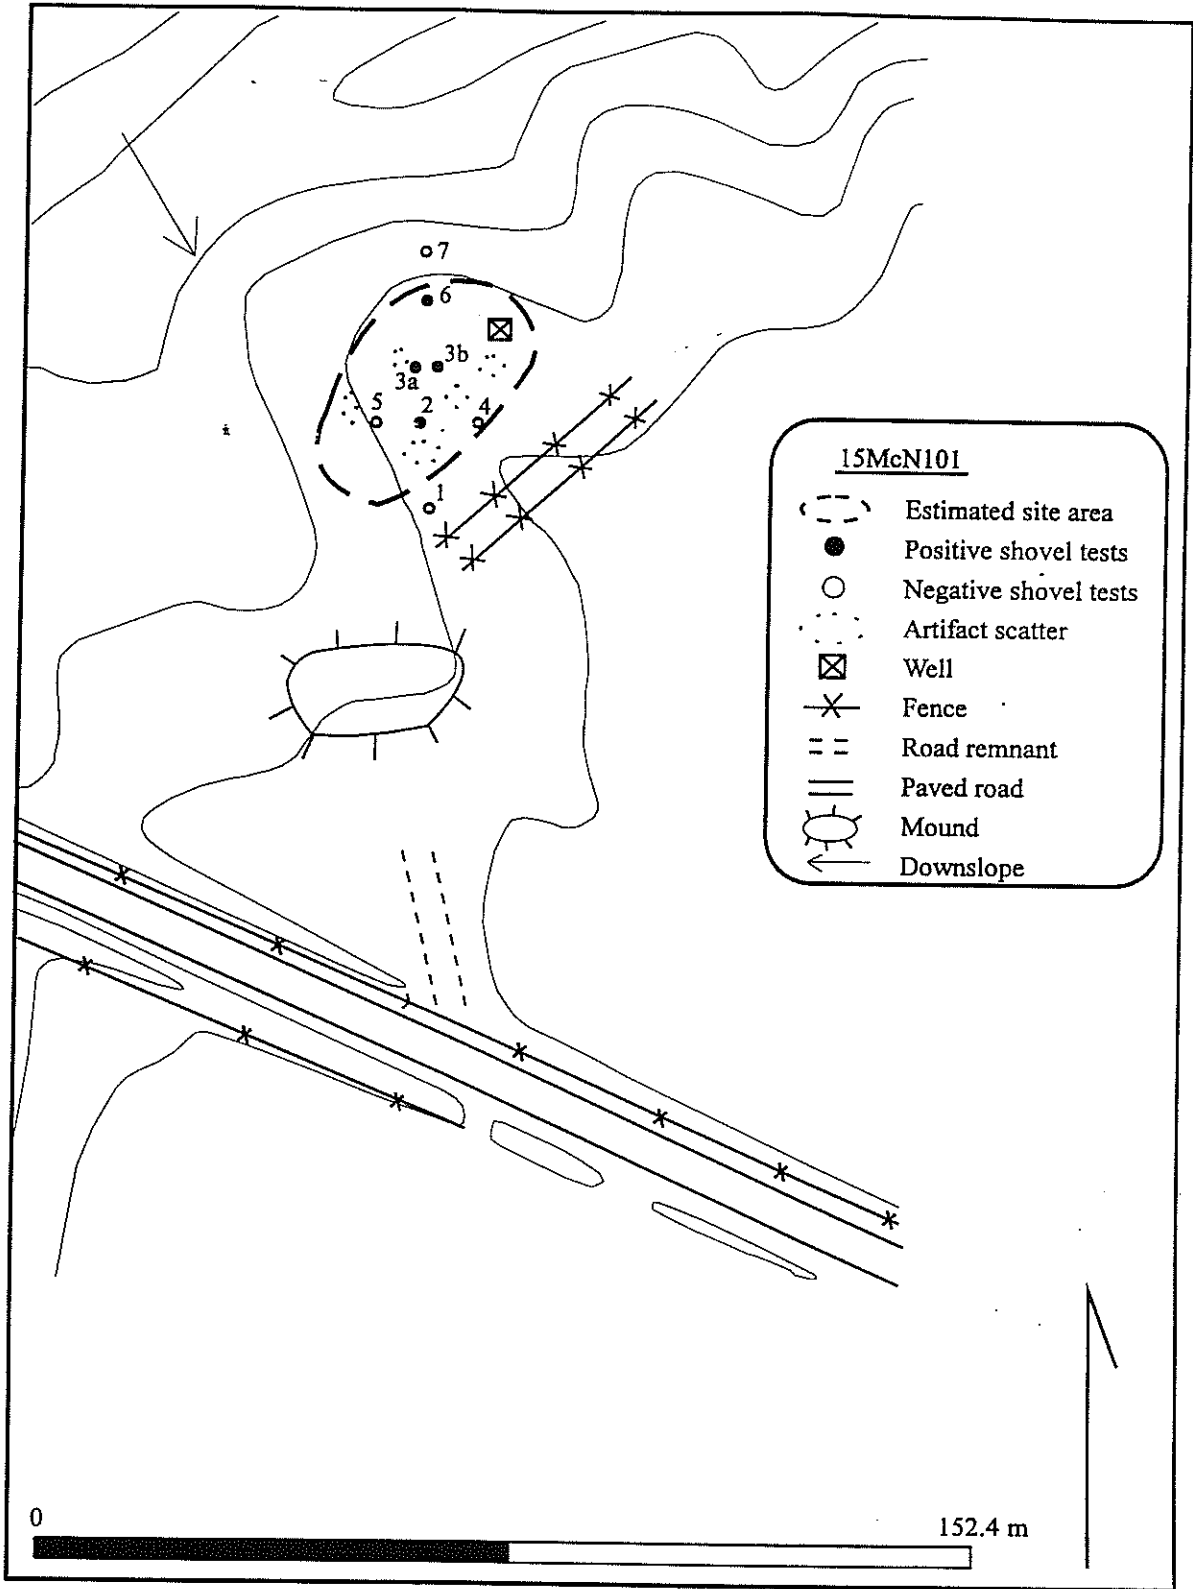 7
6
3b
3a
5
2
4
1
15McN101
Estimated site area
Positive shovel tests
Negative shovel tests
Artifact scatter
Well
Fence
Road remnant
Paved road
Mound
Downslope
0
152.4 m